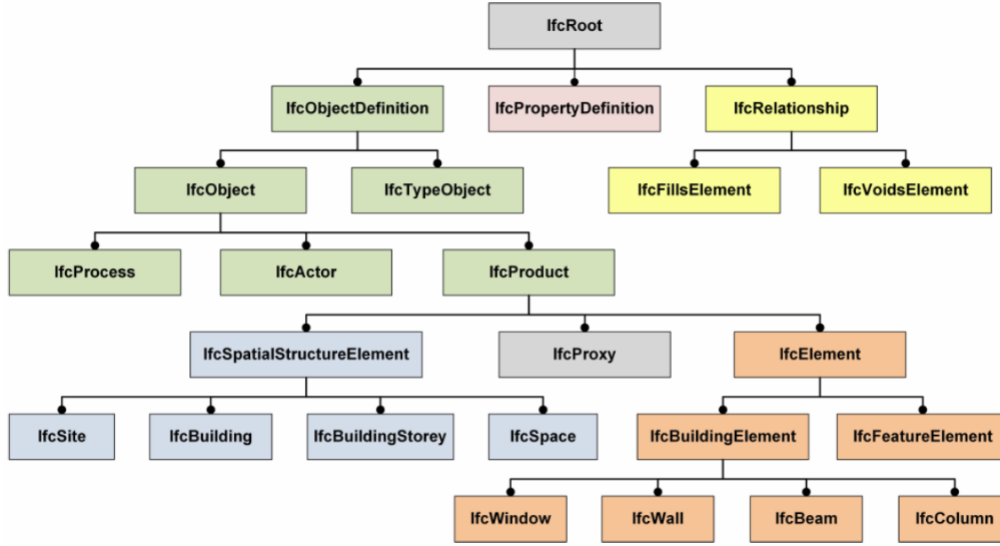 IfcRoot
IfcObjectDefinition
IfcPropertyDefinition
IfcRelationship
IfcObject
IfcTypeObject
IfcFillsElement
IfcVoidsElement
IfcProcess
IfcActor
IfcProduct
IfcSpatialStructureElement
IfcProxy
IfcElement
IfcSite
IfcBuilding
IfcBuildingStorey
IfcSpace
IfcBuildingElement
IfcFeatureElement
IfcWindow
IfcWall
IfcBeam
IfcColumn